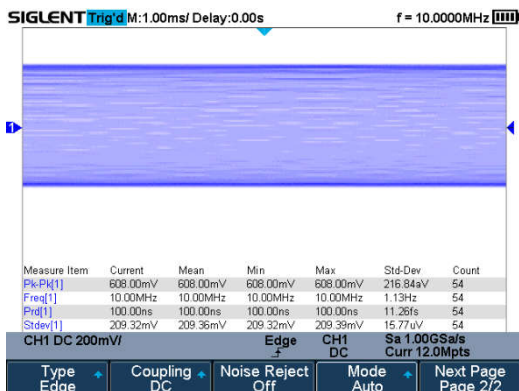 SIGLENT Trig'd M:1.00ms/ Delay:0.00s f = 10.0000MHz
1
Measure Item Current Mean Min Max Std-Dev Count
Pk-Pk[1] 608.00mV 608.00mV 608.00mV 608.00mV 216.84aV 54
Freq[1] 10.00MHz 10.00MHz 10.00MHz 10.00MHz 1.13Hz 54
Prd[1] 100.00ns 100.00ns 100.00ns 100.00ns 11.26fs 54
Stdev[1] 209.32mV 209.36mV 209.32mV 209.39mV 15.77uV 54
CH1 DC 200mV/ Edge CH1 Sa 1.00GSa/s
DC Curr 12.0Mpts
Type Coupling Noise Reject Mode Next Page
Edge DC Off Auto Page 2/2